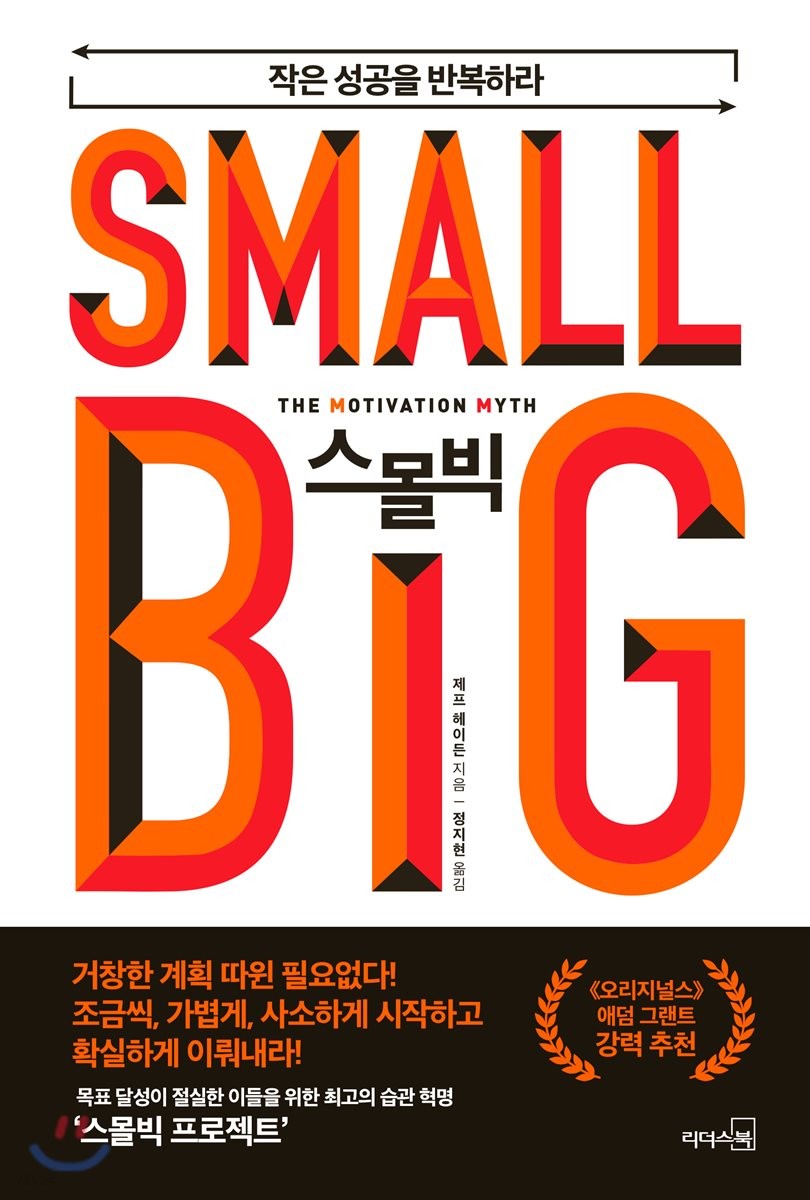 작은 성공을 반복하라
SMALL
THE MOTIVATION MYTH
스몰빅
BiG
제프 헤이든 지음 — 정지현 옮김
거창한 계획 따윈 필요없다!
조금씩, 가볍게, 사소하게 시작하고
확실하게 이뤄내라!
목표 달성이 절실한 이들을 위한 최고의 습관 혁명
‘스몰빅 프로젝트’
《오리지널스》
애덤 그랜트
강력 추천
리더스북